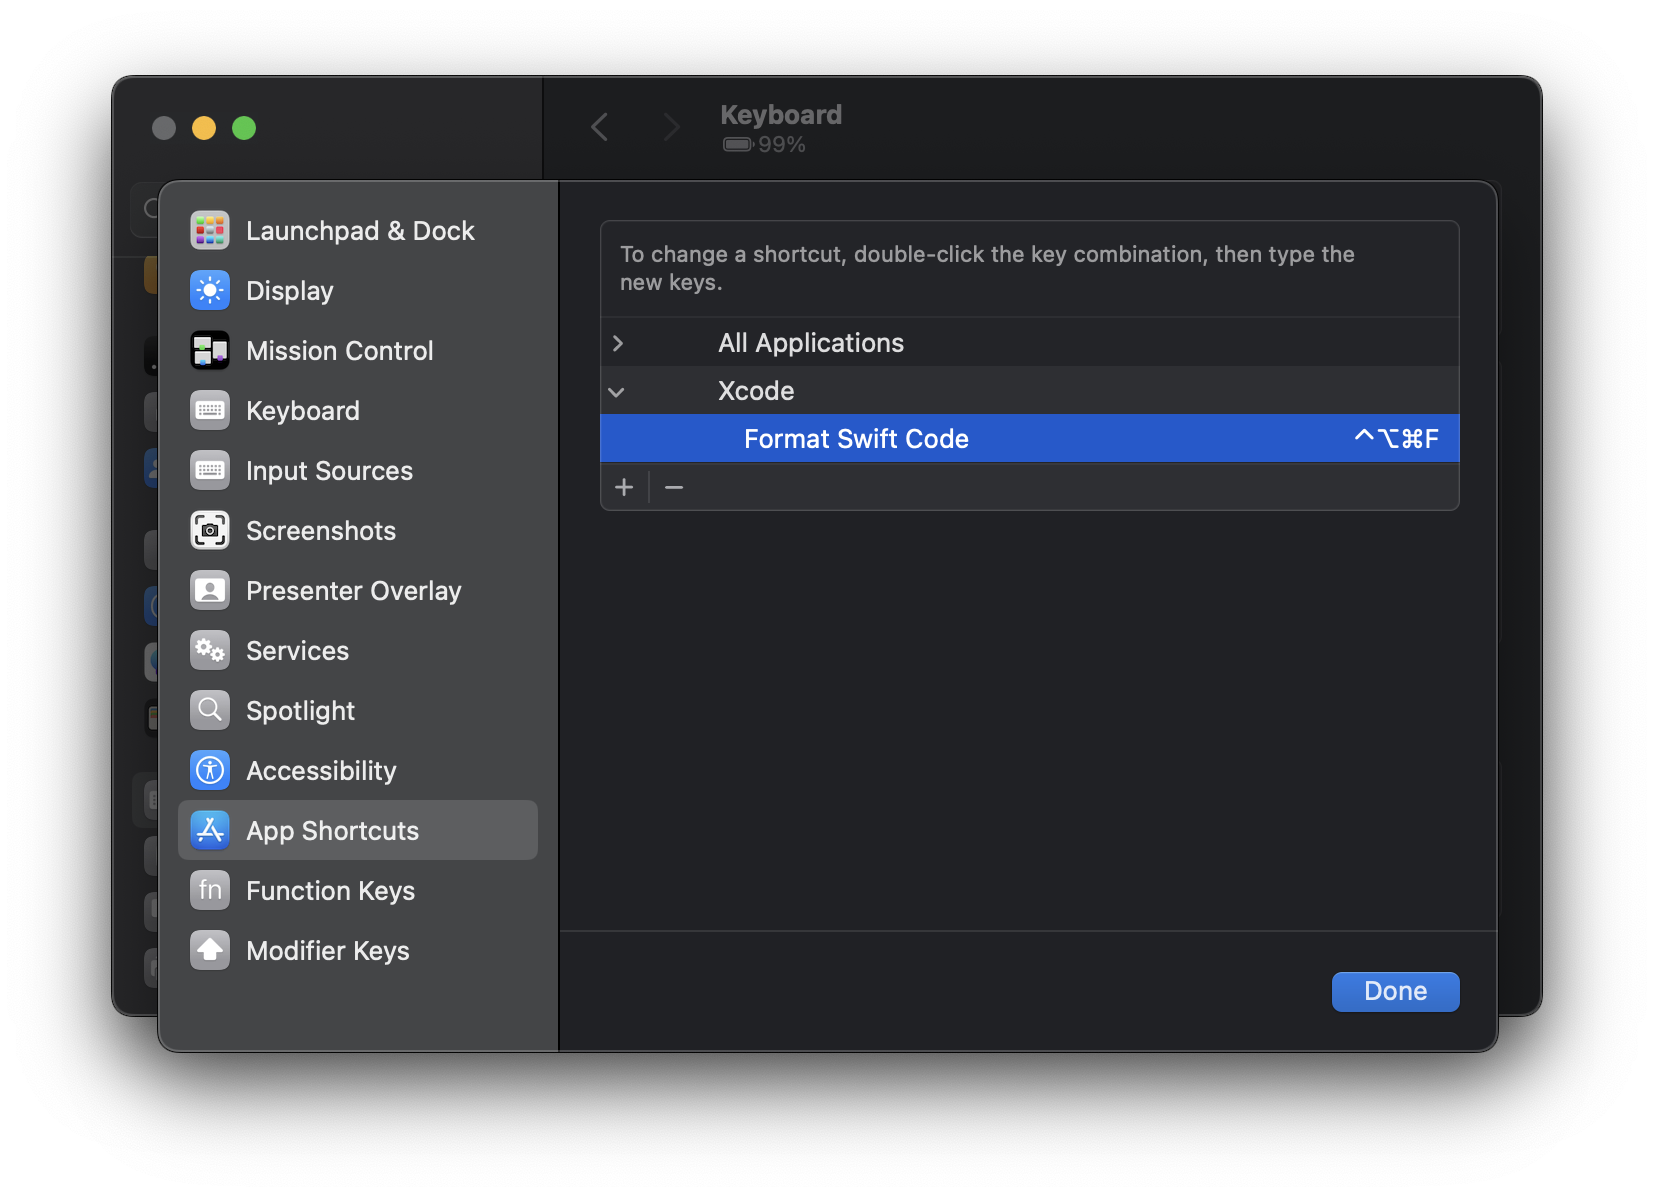 Keyboard
99%
Launchpad & Dock
Display
Mission Control
Keyboard
Input Sources
Screenshots
Presenter Overlay
Services
Spotlight
Accessibility
App Shortcuts
fn Function Keys
Modifier Keys
To change a shortcut, double-click the key combination, then type the
new keys.
All Applications
Xcode
Format Swift Code ^⌥⌘F
Done